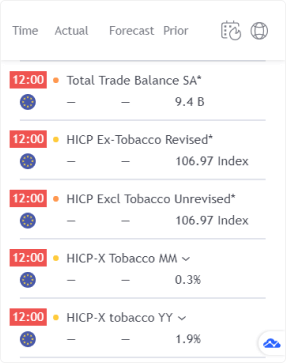 Time Actual Forecast Prior
12:00 Total Trade Balance SA*
— — 9.4 B
12:00 HICP Ex-Tobacco Revised*
— — 106.97 Index
12:00 HICP Excl Tobacco Unrevised*
— — 106.97 Index
12:00 HICP-X Tobacco MM
— — 0.3%
12:00 HICP-X tobacco YY
— — 1.9%